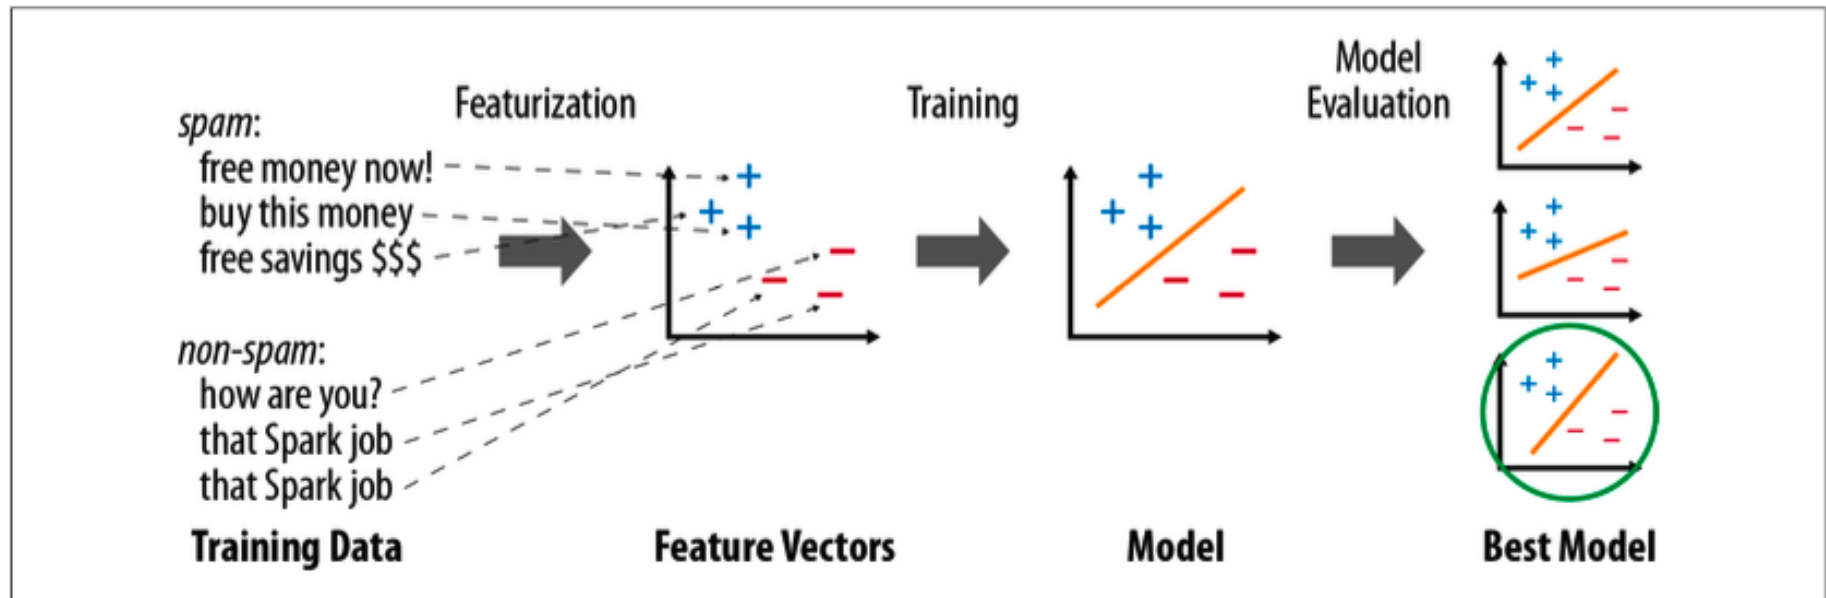 spam:
free money now!
buy this money
free savings $$$
non-spam:
how are you?
that Spark job
that Spark job
Training Data
Featurization
Feature Vectors
Training
Model
Model
Evaluation
Best Model